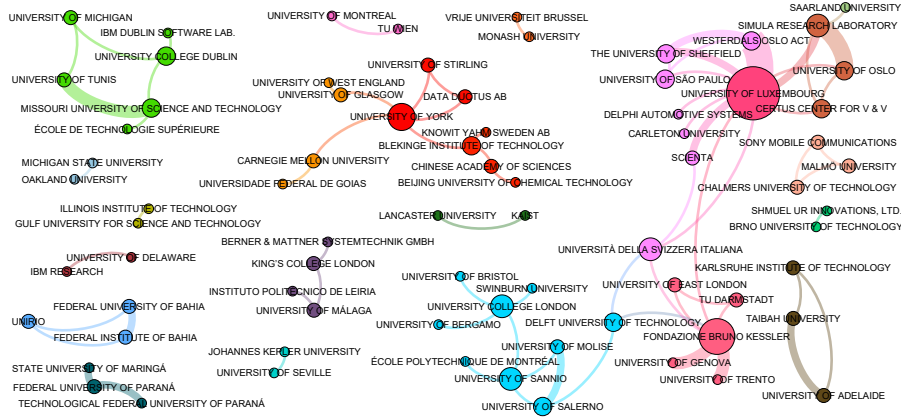 SAARLAND UNIVERSITY
UNIVERSITY OF MICHIGAN
UNIVERSITY OF MONTREAL
VRIJE UNIVERSITEIT BRUSSEL
SIMULA RESEARCH LABORATORY
TU WIEN
IBM DUBLIN SOFTWARE LAB.
MONASH UNIVERSITY
WESTERDALS OSLO ACT
UNIVERSITY COLLEGE DUBLIN
THE UNIVERSITY OF SHEFFIELD
UNIVERSITY OF STIRLING
UNIVERSITY OF OSLO
UNIVERSITY OF TUNIS
UNIVERSITY OF WEST ENGLAND
UNIVERSITY OF SÃO PAULO
UNIVERSITY OF GLASGOW
DATA DUCTUS AB
UNIVERSITY OF LUXEMBOURG
MISSOURI UNIVERSITY OF SCIENCE AND TECHNOLOGY
CERTUS CENTER FOR V & V
UNIVERSITY OF YORK
DELPHI AUTOMOTIVE SYSTEMS
ÉCOLE DE TECHNOLOGIE SUPÉRIEURE
KNOWIT YAHM SWEDEN AB
CARLETON UNIVERSITY
SONY MOBILE COMMUNICATIONS
BLEKINGE INSTITUTE OF TECHNOLOGY
MICHIGAN STATE UNIVERSITY
CARNEGIE MELLON UNIVERSITY
SCIENTA
CHINESE ACADEMY OF SCIENCES
MALMÖ UNIVERSITY
OAKLAND UNIVERSITY
UNIVERSIDADE FEDERAL DE GOIAS
BEIJING UNIVERSITY OF CHEMICAL TECHNOLOGY
CHALMERS UNIVERSITY OF TECHNOLOGY
ILLINOIS INSTITUTE OF TECHNOLOGY
SHMUEL UR INNOVATIONS, LTD.
LANCASTER UNIVERSITY
KAIST
GULF UNIVERSITY FOR SCIENCE AND TECHNOLOGY
BRNO UNIVERSITY OF TECHNOLOGY
BERNER & MATTNER SYSTEMTECHNIK GMBH
UNIVERSITÀ DELLA SVIZZERA ITALIANA
UNIVERSITY OF DELAWARE
KING'S COLLEGE LONDON
KARLSRUHE INSTITUTE OF TECHNOLOGY
IBM RESEARCH
UNIVERSITY OF BRISTOL
UNIVERSITY OF EAST LONDON
SWINBURN UNIVERSITY
INSTITUTO POLITECNICO DE LEIRIA
TU DARMSTADT
FEDERAL UNIVERSITY OF BAHIA
UNIVERSITY COLLEGE LONDON
UNIVERSITY OF MÁLAGA
TAIBAH UNIVERSITY
UNIRIO
UNIVERSITY OF BERGAMO
DELFT UNIVERSITY OF TECHNOLOGY
FEDERAL INSTITUTE OF BAHIA
FONDAZIONE BRUNO KESSLER
UNIVERSITY OF MOLISE
JOHANNES KEPLER UNIVERSITY
ÉCOLE POLYTECHNIQUE DE MONTRÉAL
UNIVERSITY OF GENOVA
STATE UNIVERSITY OF MARINGÁ
UNIVERSITY OF SEVILLE
UNIVERSITY OF SANNIO
UNIVERSITY OF TRENTO
FEDERAL UNIVERSITY OF PARANÁ
UNIVERSITY OF ADELAIDE
TECHNOLOGICAL FEDERAL UNIVERSITY OF PARANÁ
UNIVERSITY OF SALERNO